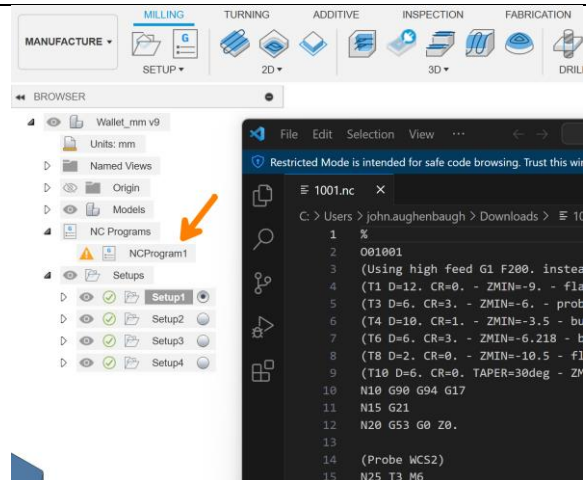 MILLING TURNING ADDITIVE INSPECTION FABRICATION
MANUFACTURE
G
SETUP 2D 3D DRIL
BROWSER
Wallet_mm v9
Units: mm
Named Views
Origin
Models
NC Programs
NCProgram1
Setups
Setup1
Setup2
Setup3
Setup4
File Edit Selection View ...
Restricted Mode is intended for safe code browsing. Trust this wi
1001.nc
C: > Users > john.aughenbaugh > Downloads > 10
1 %
2 O01001
3 (Using high feed G1 F200. instea
4 (T1 D=12. CR=0. - ZMIN=-9. - fla
5 (T3 D=6. CR=3. - ZMIN=-6. - prob
6 (T4 D=10. CR=1. - ZMIN=-3.5 - bu
7 (T6 D=6. CR=3. - ZMIN=-6.218 - b
8 (T8 D=2. CR=0. - ZMIN=-10.5 - fl
9 (T10 D=6. CR=0. TAPER=30deg - ZM
10 N10 G90 G94 G17
11 N15 G21
12 N20 G53 G0 Z0.
13
14 (Probe WCS2)
15 N25 T3 M6